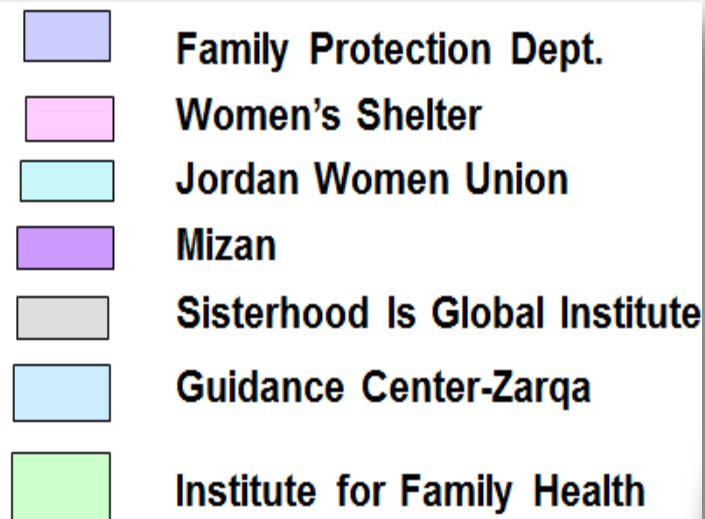 Family Protection Dept.
Women's Shelter
Jordan Women Union
Mizan
Sisterhood Is Global Institute
Guidance Center-Zarqa
Institute for Family Health